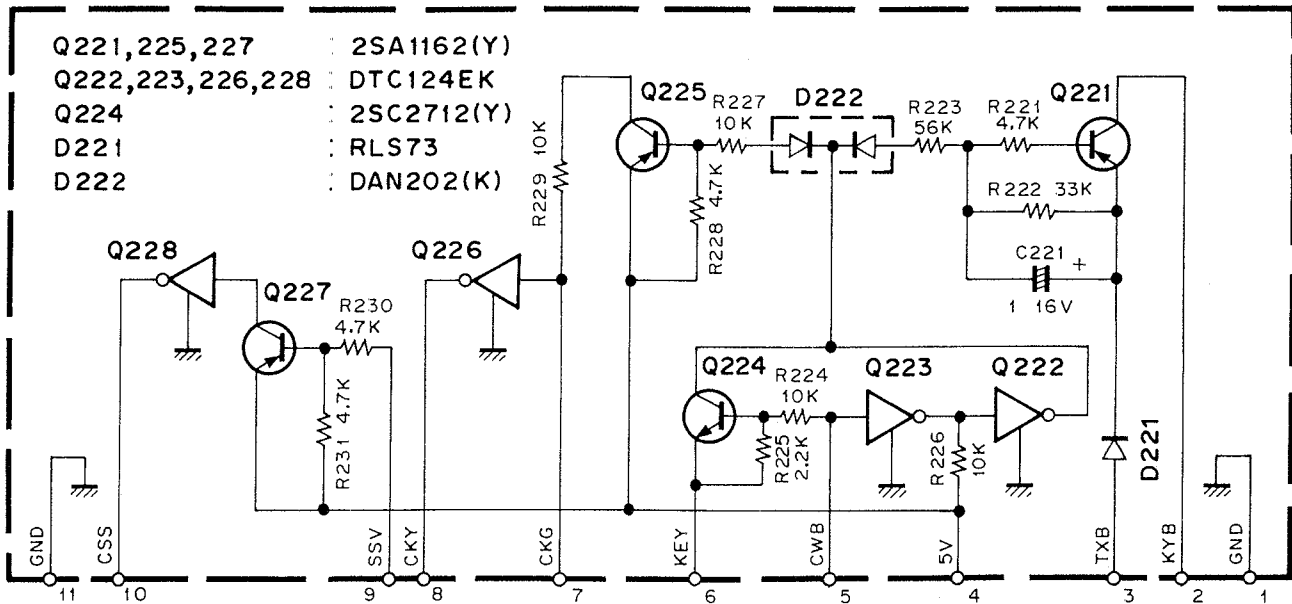 Q221,225,227 : 2SA1162(Y)
Q222,223,226,228 : DTC124EK
Q224 : 2SC2712(Y)
D221 : RLS73
D222 : DAN202(K)
Q225
R227
10K
D222
R223
56K
R221
4.7K
Q221
R229 10K
R228 4.7K
R222 33K
C221
+
1 16V
Q228
Q227
R230
4.7K
Q226
R231 4.7K
Q224
R224
10K
Q223
Q222
R225
2.2K
R226
10K
D221
GND
CSS
SSV
CKY
CKG
KEY
CWB
5V
TXB
KYB
GND
11 10 9 8 7 6 5 4 3 2 1